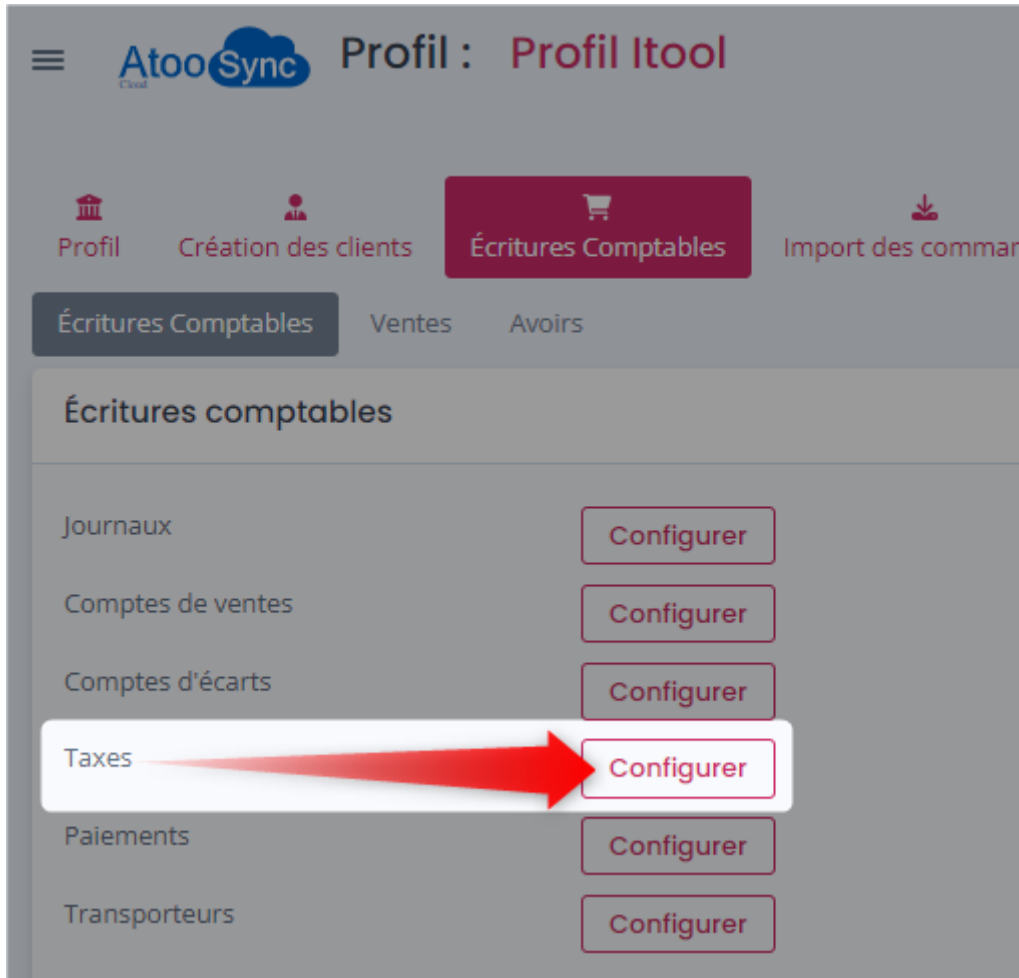 AtooSync
Cloud
Profil : Profil Itool
Profil
Création des clients
Écritures Comptables
Import des comman
Écritures Comptables
Ventes
Avoirs
Écritures comptables
Journaux Configurer
Comptes de ventes Configurer
Comptes d'écarts Configurer
Taxes Configurer
Paiements Configurer
Transporteurs Configurer